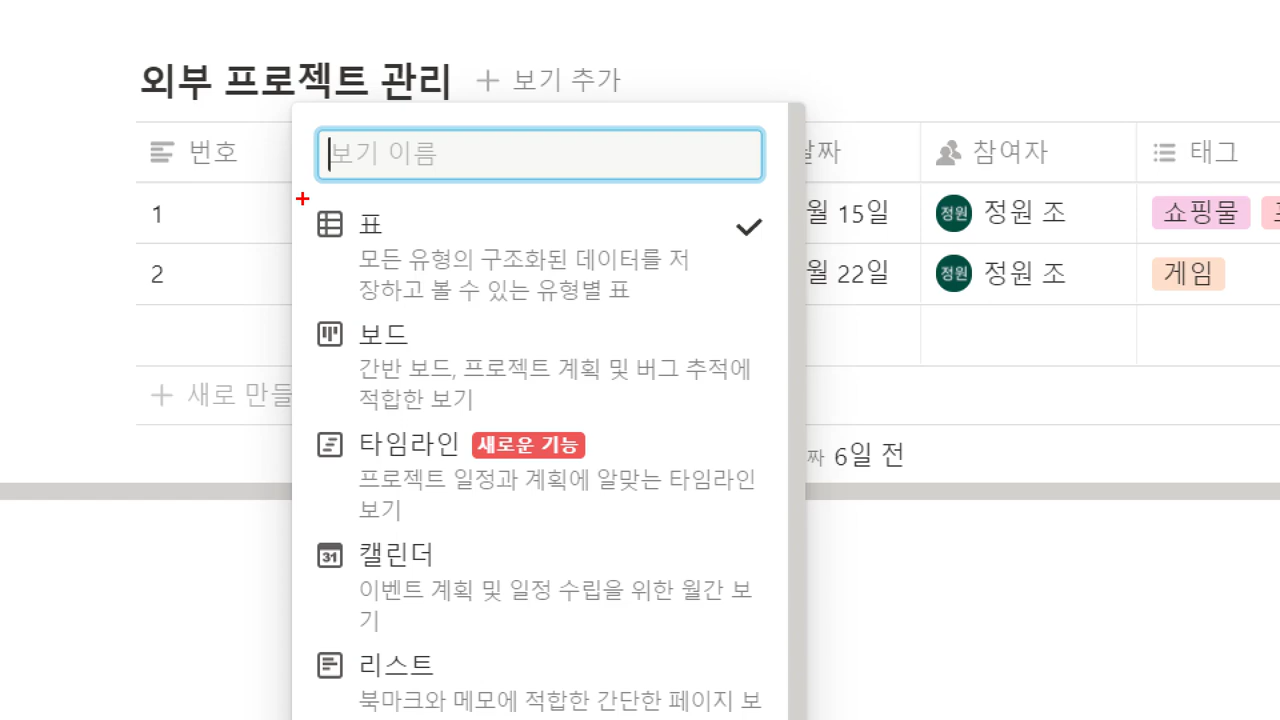 외부 프로젝트 관리 + 보기 추가
번호
보기 이름
참여자
태그
1
표
월 15일
정원
정원 조
쇼핑물
모든 유형의 구조화된 데이터를 저
장하고 볼 수 있는 유형별 표
2
월 22일
정원
정원 조
게임
보드
간반 보드, 프로젝트 계획 및 버그 추적에
적합한 보기
+ 새로 만들
타임라인 새로운 기능
프로젝트 일정과 계획에 알맞는 타임라인
보기
짜 6일 전
31
캘린더
이벤트 계획 및 일정 수립을 위한 월간 보
기
리스트
북마크와 메모에 적합한 간단한 페이지 보